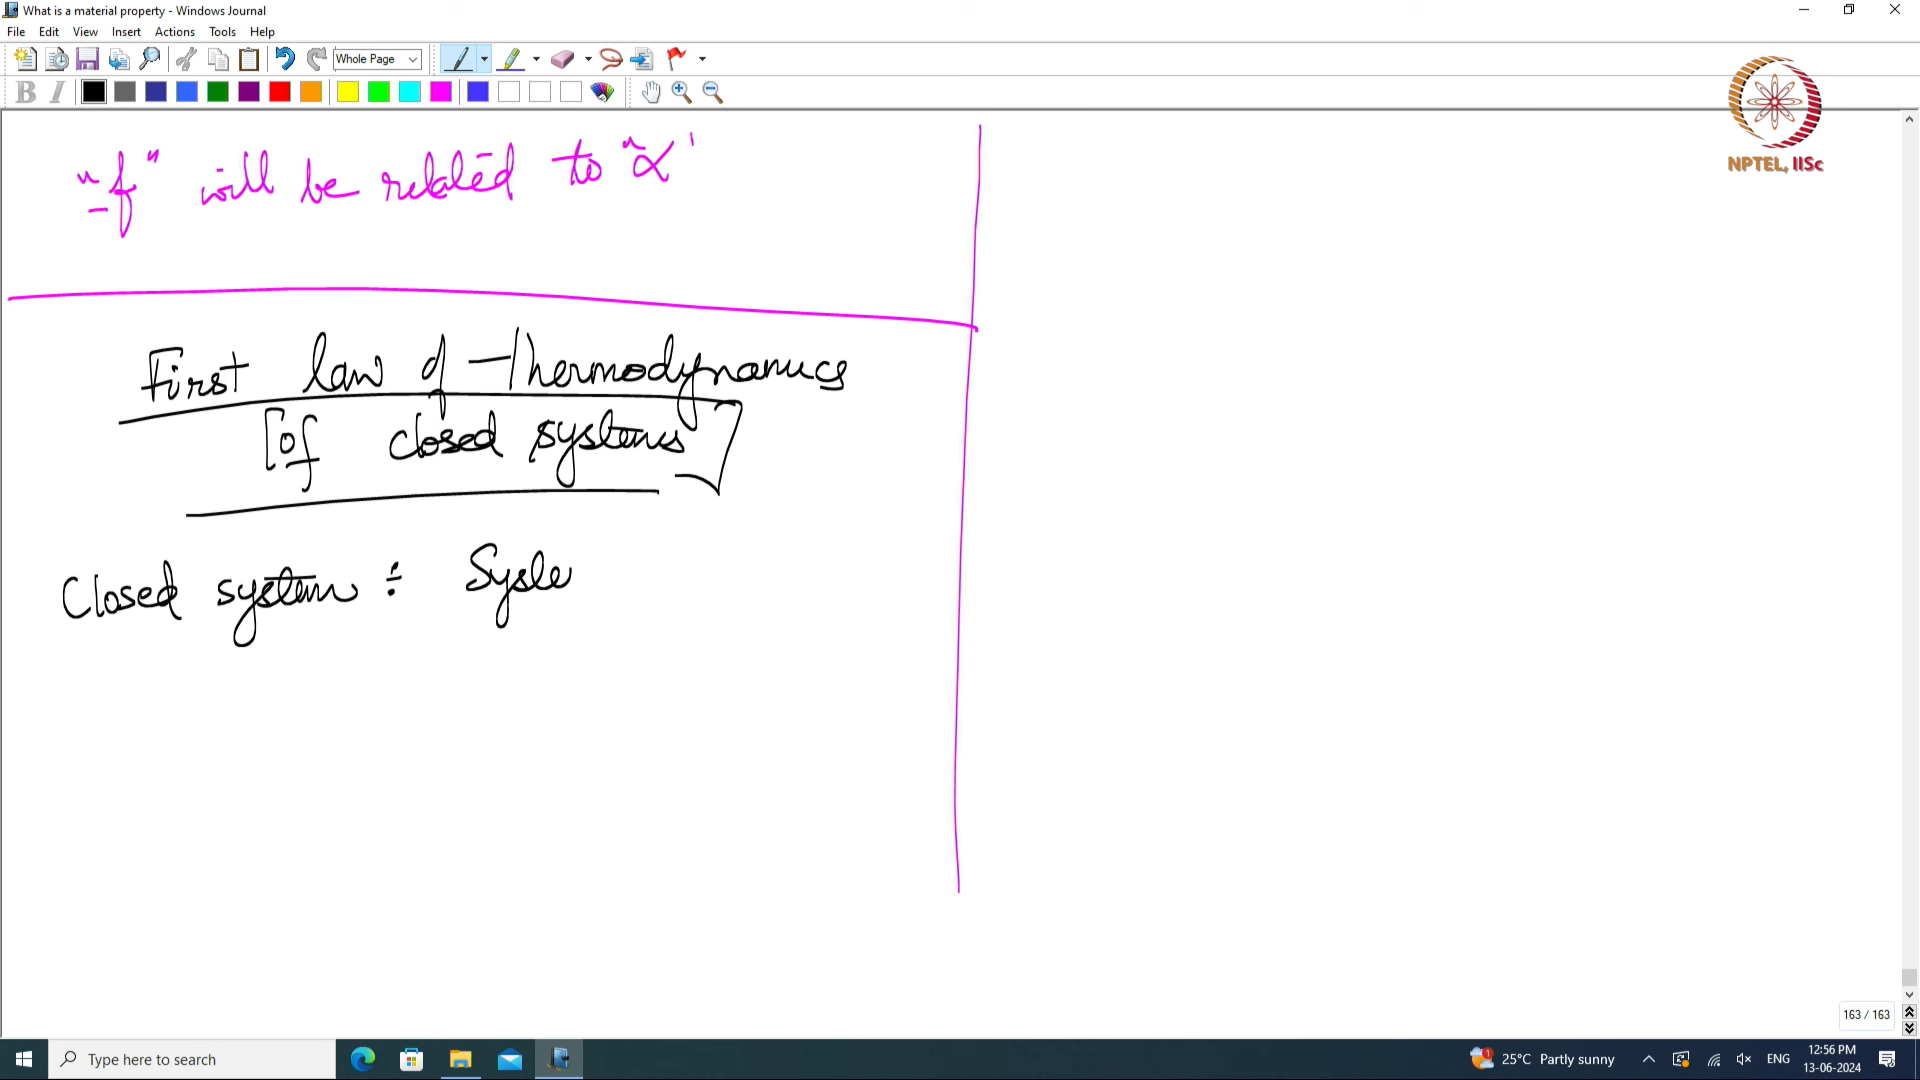 What is a material property - Windows Journal
File Edit View Insert Actions Tools Help
Whole Page
B I
NPTEL, IISc
"f" will be related to "α'
First law of Thermodynamics
[of closed systems]
Closed system ÷ Syste
163 / 163
Type here to search
1
25°C Partly sunny
ENG
12:56 PM
13-06-2024